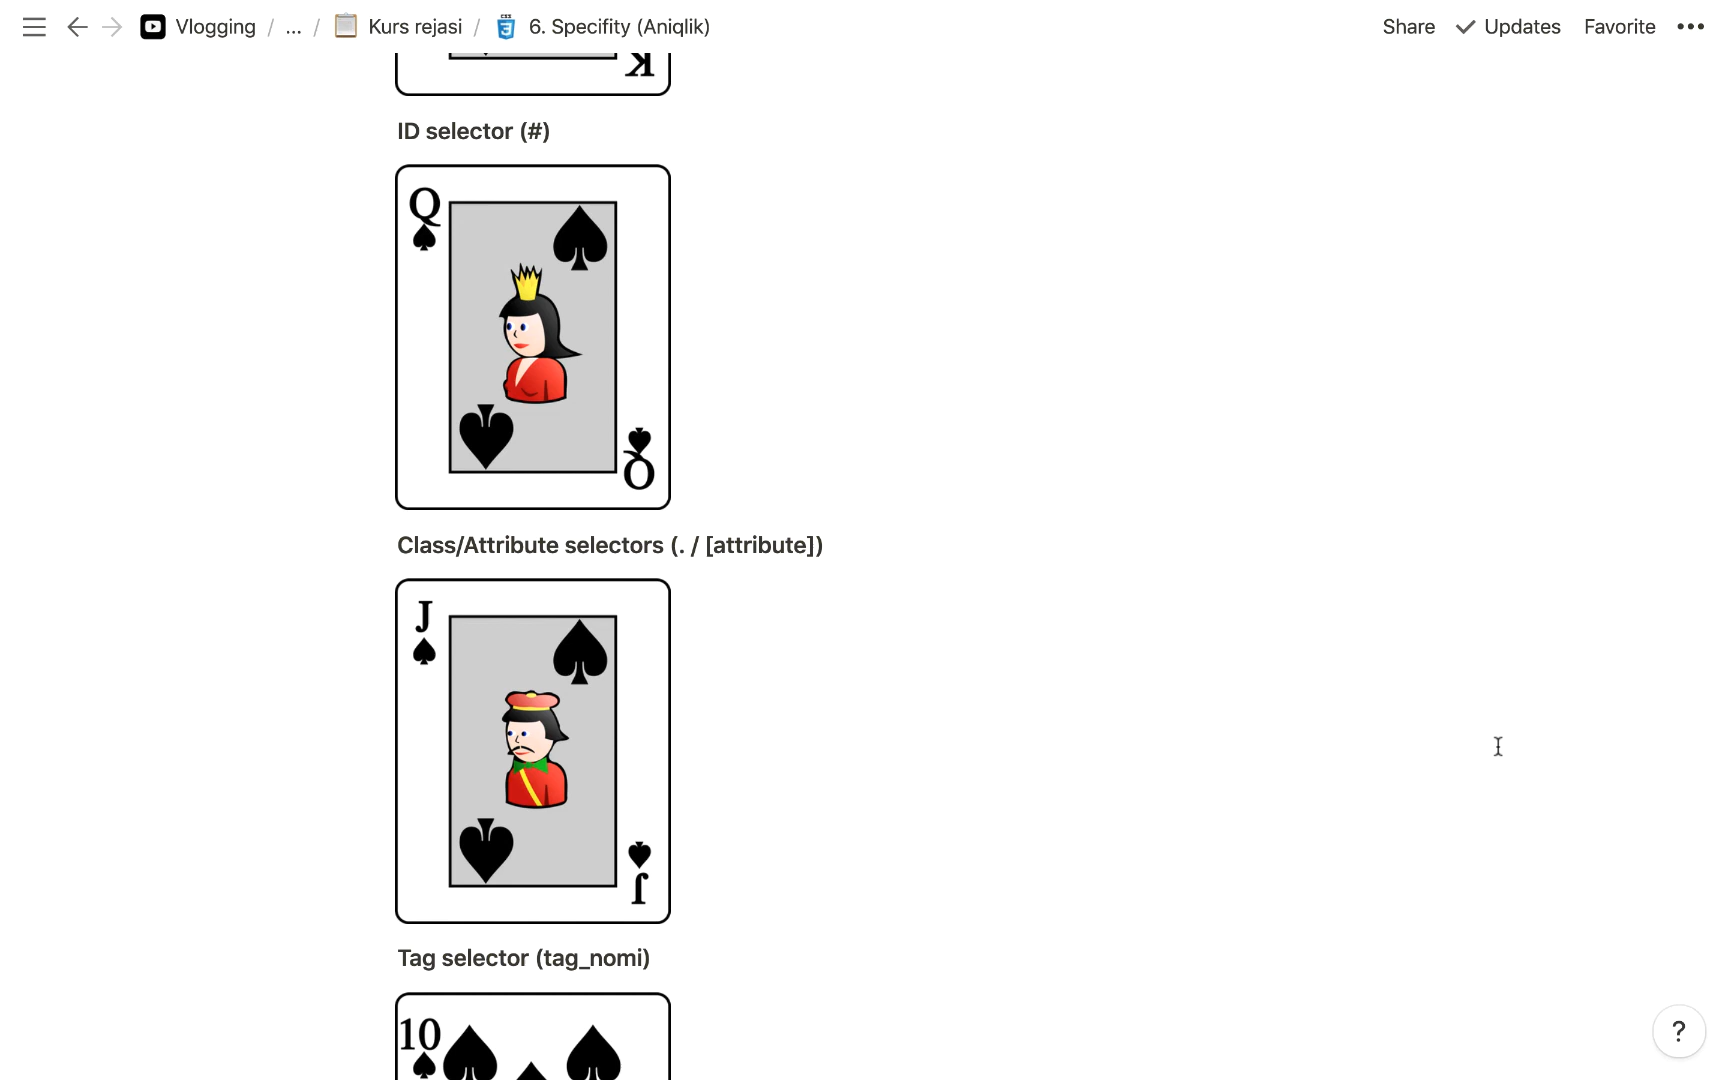 Vlogging / ... / Kurs rejasi / 6. Specifity (Aniqlik)
Share Updates Favorite •••
K
ID selector (#)
Q
Q
Class/Attribute selectors (. / [attribute])
J
J
Tag selector (tag_nomi)
10
?